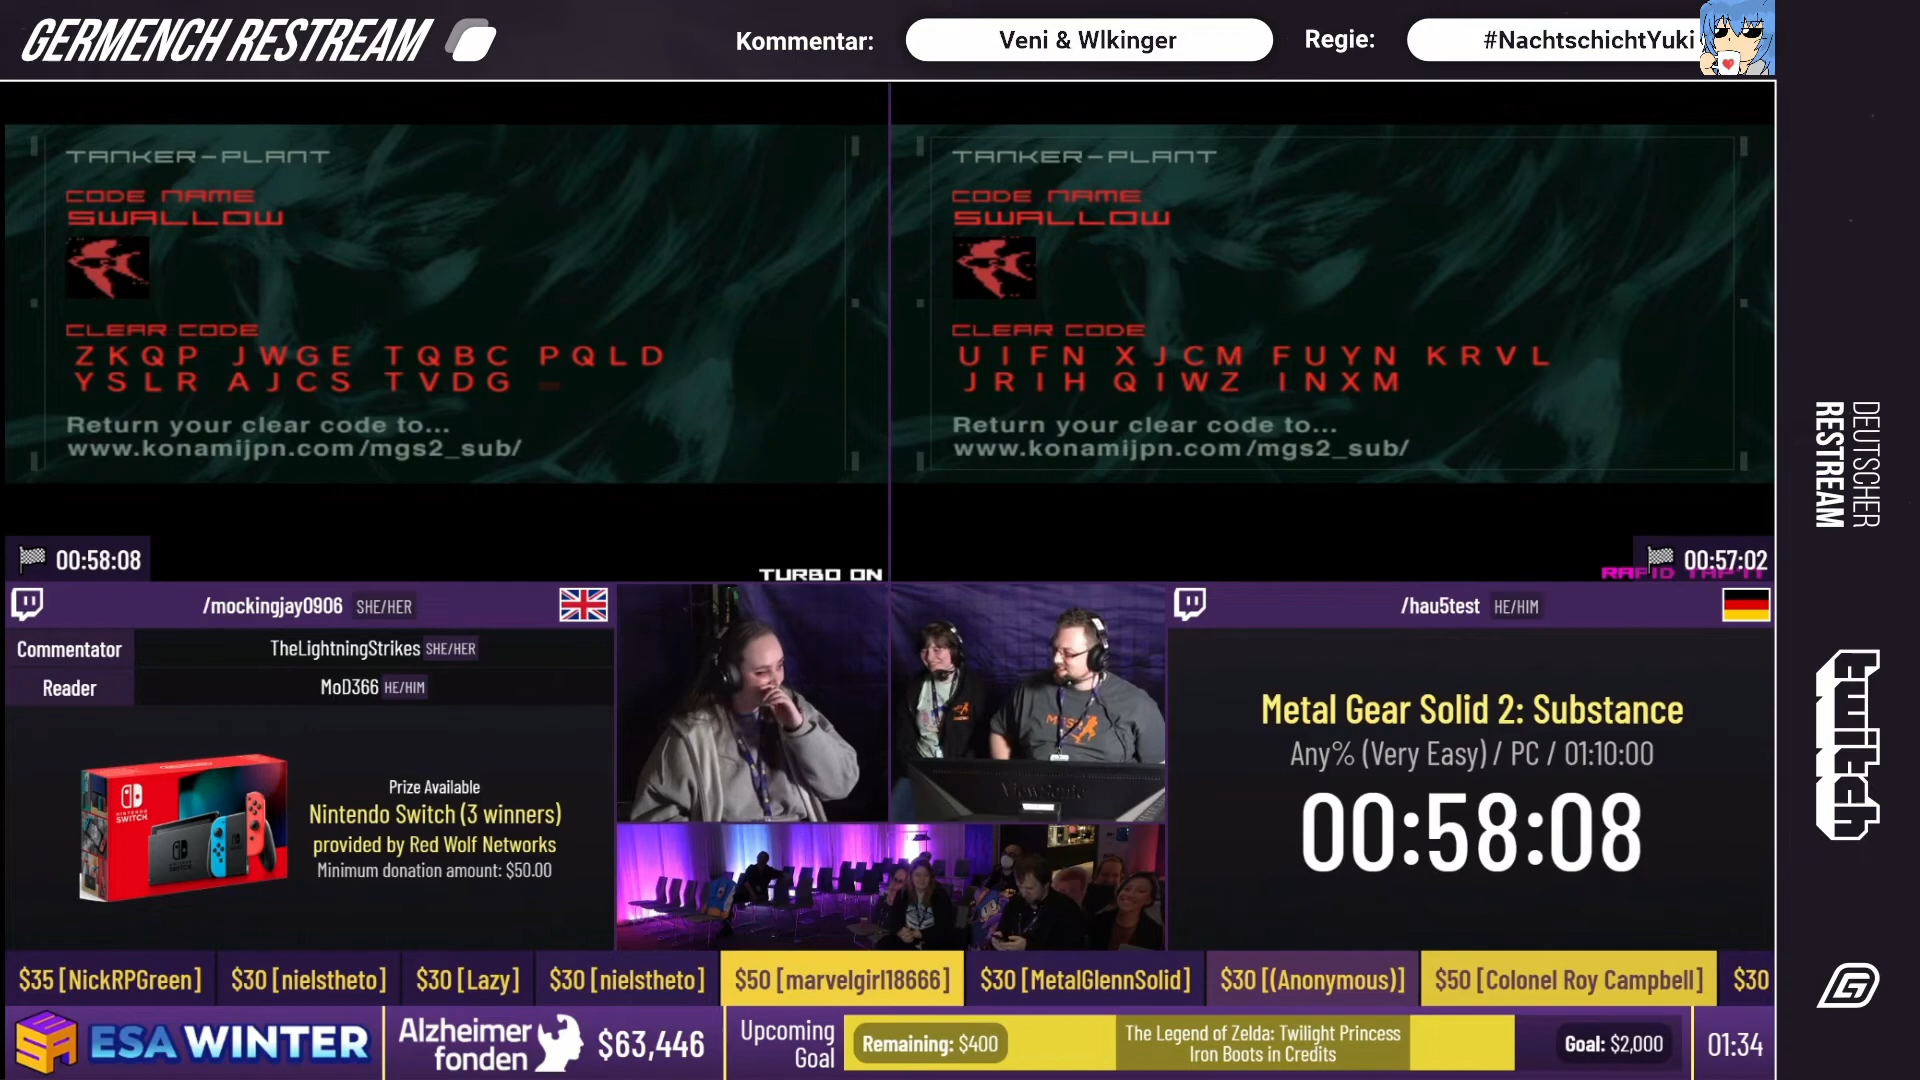 GERMENCH RESTREAM
Kommentar:
Veni & Wlkinger
Regie:
#NachtschichtYuki
TANKER-PLANT
CODE NAME
SWALLOW
CLEAR CODE
ZKQP JWGE TQBC PQLD
YSLR AJCS TVDG
Return your clear code to...
www.konamijpn.com/mgs2_sub/
00:58:08
TURBO ON
TANKER-PLANT
CODE NAME
SWALLOW
CLEAR CODE
UIFN XJCM FUYN KRVL
JRIH QIWZ INXM
Return your clear code to...
www.konamijpn.com/mgs2_sub/
00:57:02
RAPID
/mockingjay0906 SHE/HER
Commentator
TheLightningStrikes SHE/HER
Reader
MoD366 HE/HIM
NINTENDO
SWITCH
Prize Available
Nintendo Switch (3 winners)
provided by Red Wolf Networks
Minimum donation amount: $50.00
ViewSonic
/hau5test HE/HIM
Metal Gear Solid 2: Substance
Any% (Very Easy) / PC / 01:10:00
00:58:08
$35 [NickRPGreen]
$30 [nielstheto]
$30 [Lazy]
$30 [nielstheto]
$50 [marvelgirl18666]
$30 [MetalGlennSolid]
$30 [(Anonymous)]
$50 [Colonel Roy Campbell]
$30
ESA WINTER
Alzheimer
fonden
$63,446
Upcoming
Goal
Remaining: $400
The Legend of Zelda: Twilight Princess
Iron Boots in Credits
Goal: $2,000
01:34
DEUTSCHER
RESTREAM
twitch